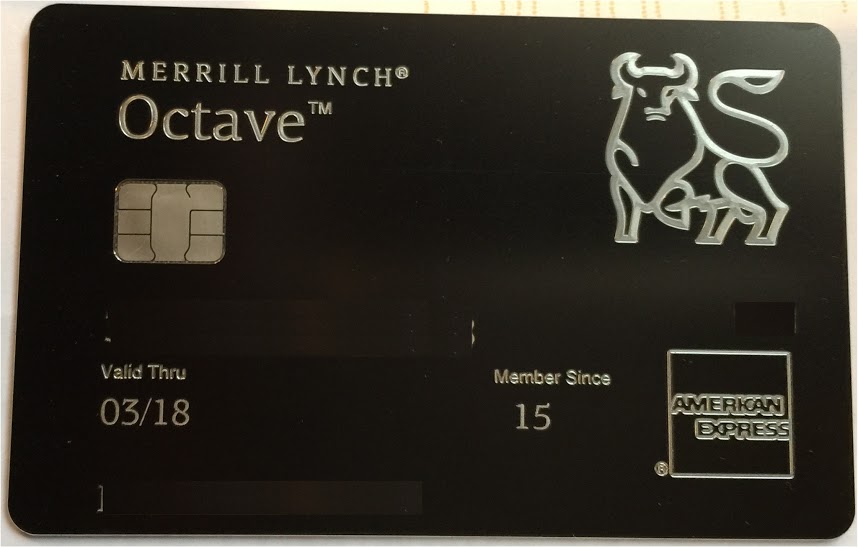 MERRILL LYNCH®
Octave™
Valid Thru
03/18
Member Since
15
AMERICAN
EXPRESS
®